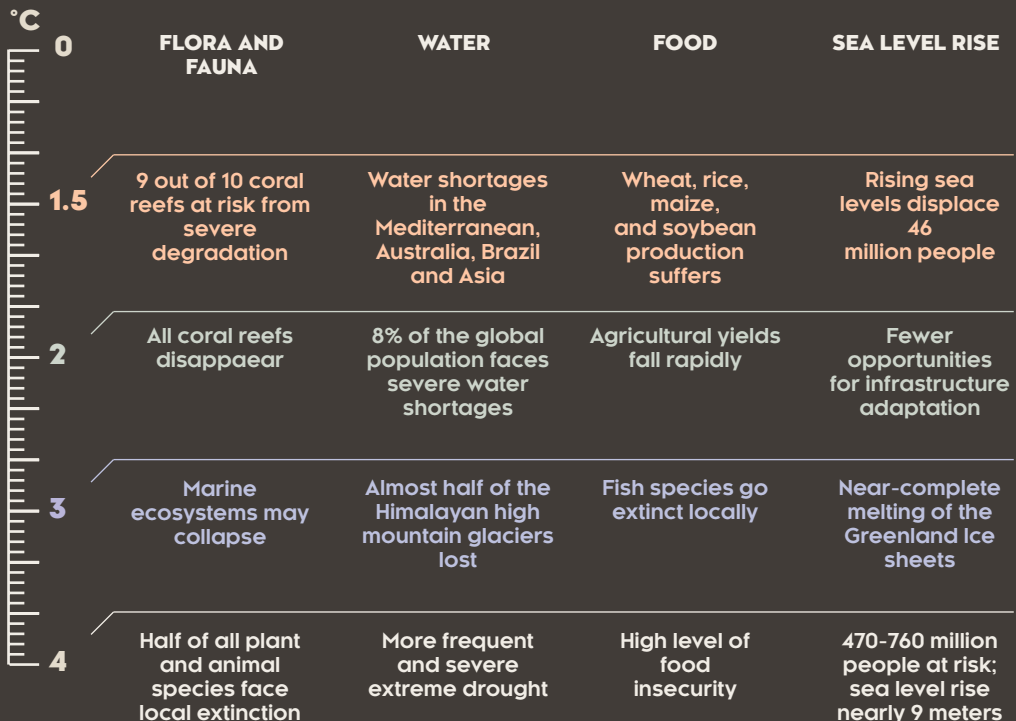 °C
0
FLORA AND
FAUNA
WATER
FOOD
SEA LEVEL RISE
1.5
9 out of 10 coral
reefs at risk from
severe
degradation
Water shortages
in the
Mediterranean,
Australia, Brazil
and Asia
Wheat, rice,
maize,
and soybean
production
suffers
Rising sea
levels displace
46
million people
2
All coral reefs
disappaear
8% of the global
population faces
severe water
shortages
Agricultural yields
fall rapidly
Fewer
opportunities
for infrastructure
adaptation
3
Marine
ecosystems may
collapse
Almost half of the
Himalayan high
mountain glaciers
lost
Fish species go
extinct locally
Near-complete
melting of the
Greenland Ice
sheets
4
Half of all plant
and animal
species face
local extinction
More frequent
and severe
extreme drought
High level of
food
insecurity
470-760 million
people at risk;
sea level rise
nearly 9 meters